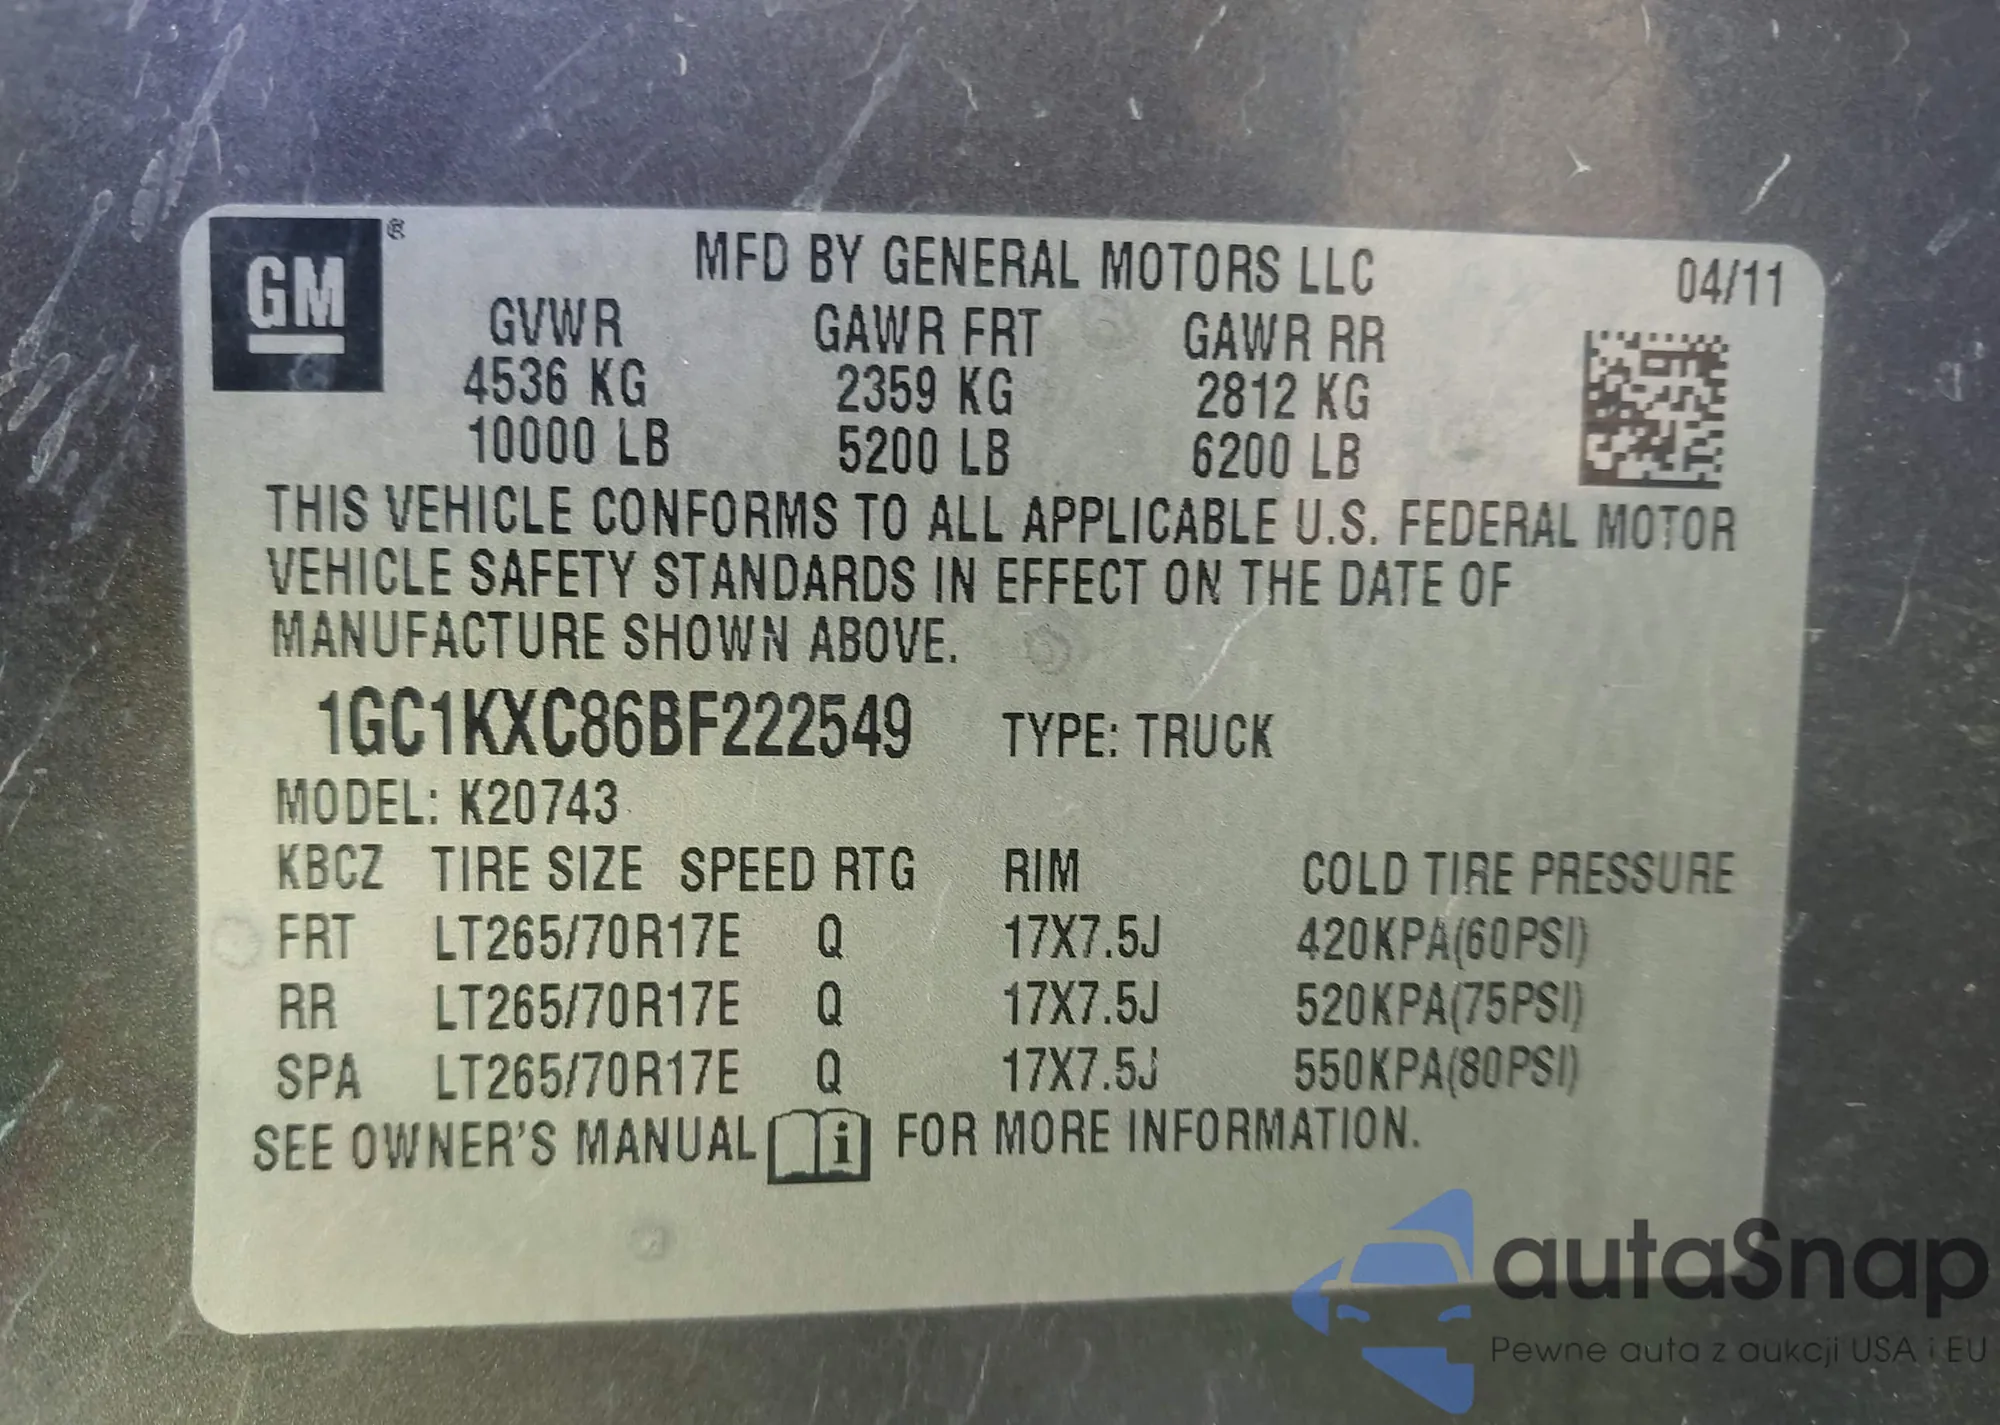 GM ®
MFD BY GENERAL MOTORS LLC 04/11
GVWR GAWR FRT GAWR RR
4536 KG 2359 KG 2812 KG
10000 LB 5200 LB 6200 LB
THIS VEHICLE CONFORMS TO ALL APPLICABLE U.S. FEDERAL MOTOR
VEHICLE SAFETY STANDARDS IN EFFECT ON THE DATE OF
MANUFACTURE SHOWN ABOVE.
1GC1KXC86BF222549 TYPE: TRUCK
MODEL: K20743
KBCZ TIRE SIZE SPEED RTG RIM COLD TIRE PRESSURE
FRT LT265/70R17E Q 17X7.5J 420KPA(60PSI)
RR LT265/70R17E Q 17X7.5J 520KPA(75PSI)
SPA LT265/70R17E Q 17X7.5J 550KPA(80PSI)
SEE OWNER'S MANUAL i FOR MORE INFORMATION.
autaSnap
Pewne auta z aukcji USA i EU